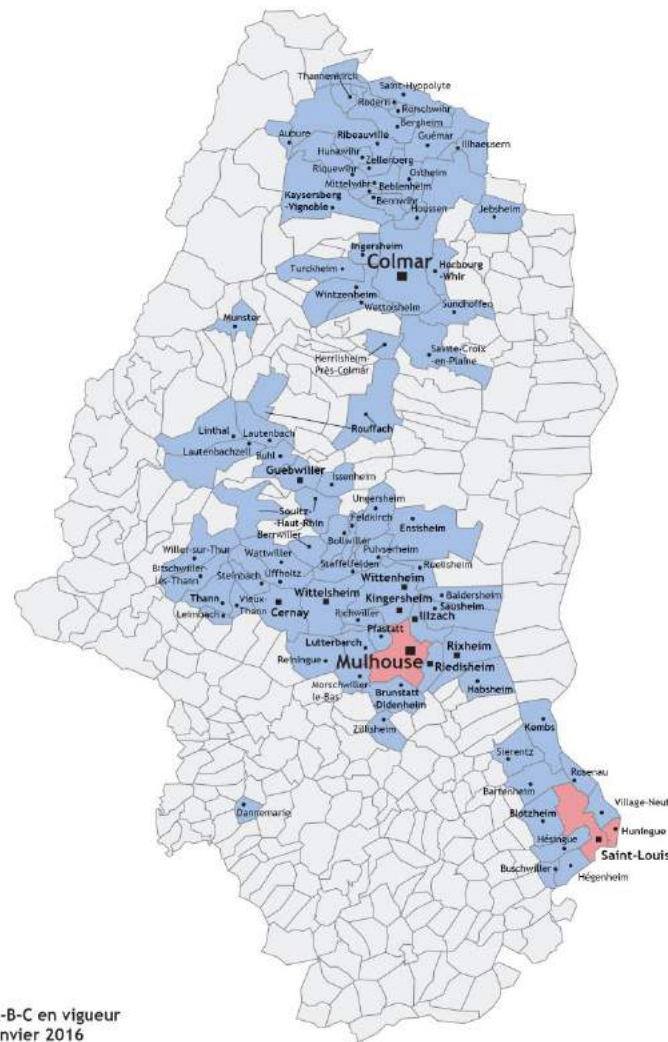 Thannenkirch
Saint-Hyppolyte
Rodern
Rorschwihr
Bergheim
Aubure
Ribeauville
Guémar
Illhaeusern
Hunawihr
Zellenberg
Riquewihr
Ostheim
Mittelwihr
Beblenheim
Kaysersberg
-Vignoble
Bennwihr
Houssen
Jebsheim
Ingersheim
Colmar
Turckheim
Horbourg
-Whir
Wintzenheim
Wettolsheim
Sundhoffen
Munster
Herrlisheim-
Près-Colmar
Sainte-Croix
-en-Plaine
Rouffach
Linthal
Lautenbach
Lautenbachzell
Buhl
Guebwiller
Issenheim
Ungersheim
Soultz
-Haut-Rhin
Feldkirch
Ensisheim
Berrwiller
Bollwiller
Willer-sur-Thur
Wattwiller
Pulversheim
Bitschwiller
-lès-Thann
Steinbach
Uffholtz
Staffelfelden
Ruelisheim
Wittenheim
Thann
Vieux
Thann
Cernay
Wittelsheim
Kingersheim
Baldersheim
Sausheim
Leimbach
Richwiller
Illzach
Pfastatt
Lutterbach
Rixheim
Reiningue
Mulhouse
Riedisheim
Morschwiller
-le-Bas
Brunstatt
-Didenheim
Habsheim
Zillisheim
Kembs
Sierentz
Rosenau
Bartenheim
Village-Neuf
Dannemarie
Blotzheim
Huningue
Hésingue
Saint-Louis
Buschwiller
Hégenheim
-B-C en vigueur
nvier 2016